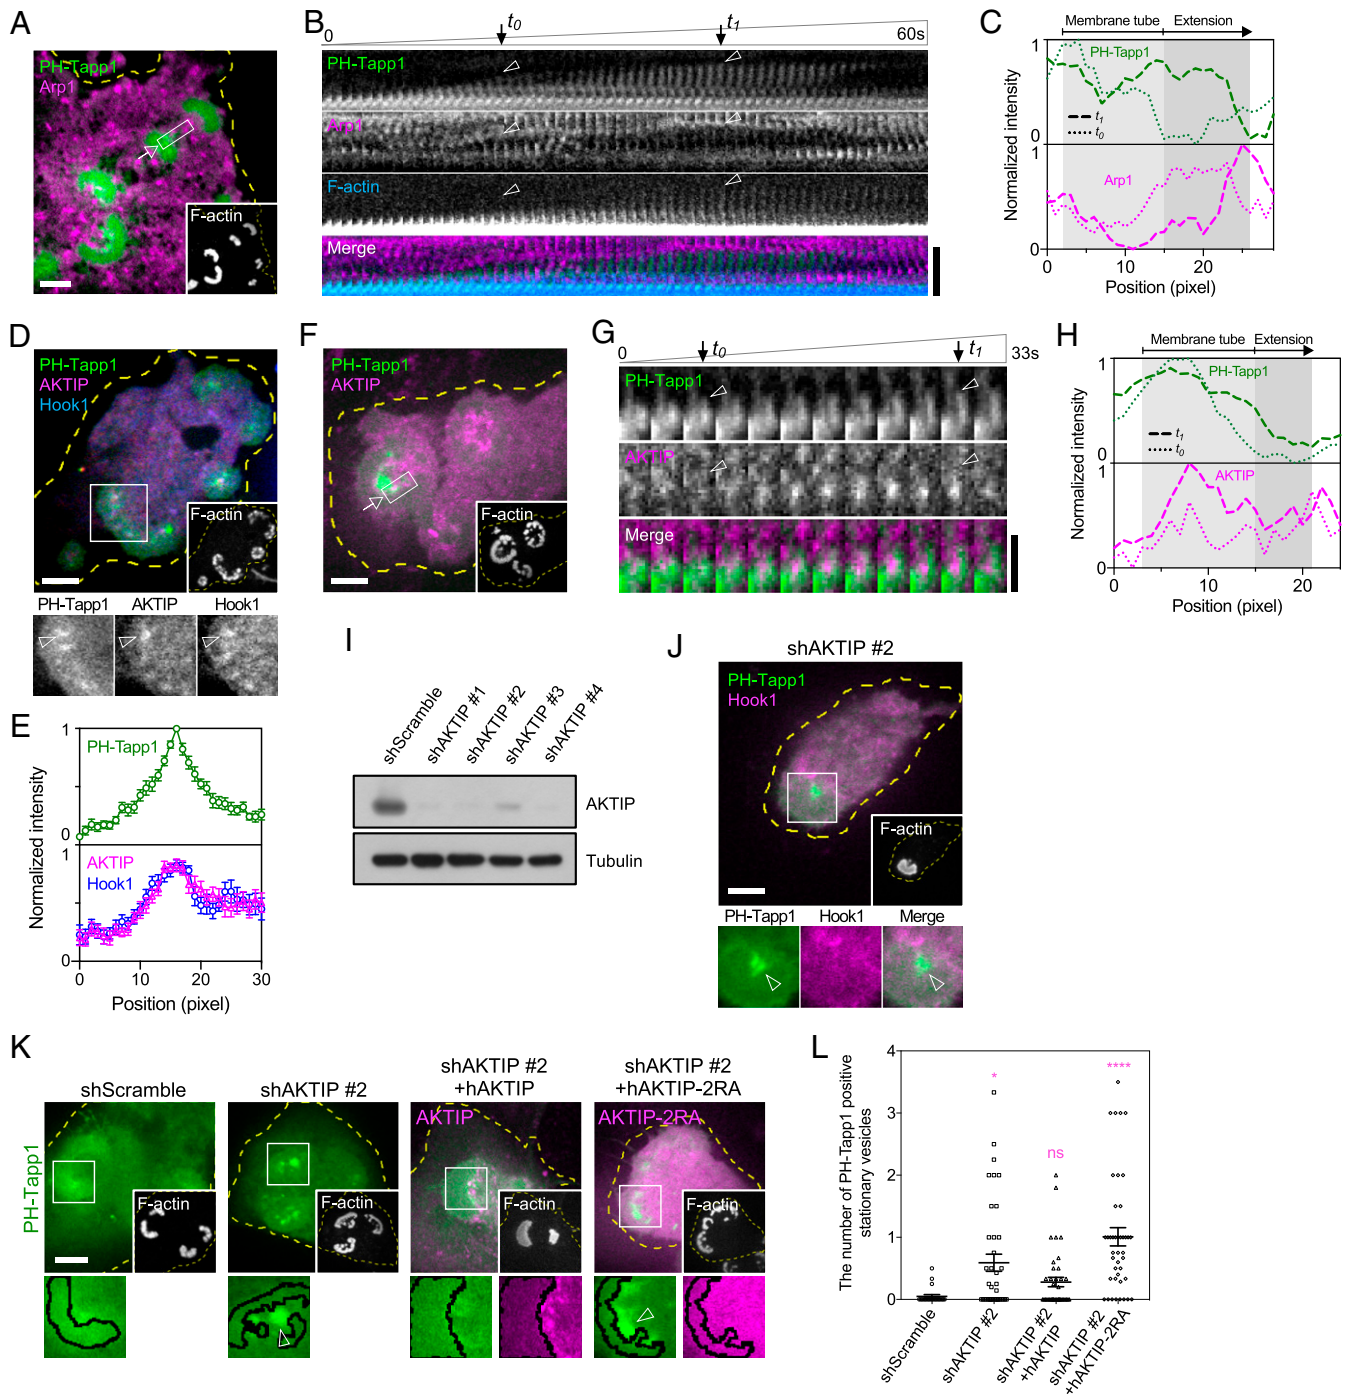 A
PH-Tapp1
Arp1
F-actin
B
0
t0
t1
60s
PH-Tapp1
Arp1
F-actin
Merge
C
Membrane tube
Extension
PH-Tapp1
t1
t0
Arp1
Normalized intensity
1
0
1
0
0
10
20
Position (pixel)
D
PH-Tapp1
AKTIP
Hook1
F-actin
PH-Tapp1
AKTIP
Hook1
E
PH-Tapp1
AKTIP
Hook1
Normalized intensity
1
0
1
0
0
10
20
30
Position (pixel)
F
PH-Tapp1
AKTIP
F-actin
G
0
t0
t1
33s
PH-Tapp1
AKTIP
Merge
H
Membrane tube
Extension
PH-Tapp1
t1
t0
AKTIP
Normalized intensity
1
0
1
0
0
10
20
Position (pixel)
I
shScramble
shAKTIP #1
shAKTIP #2
shAKTIP #3
shAKTIP #4
AKTIP
Tubulin
J
shAKTIP #2
PH-Tapp1
Hook1
F-actin
PH-Tapp1
Hook1
Merge
K
shScramble
shAKTIP #2
shAKTIP #2
+hAKTIP
shAKTIP #2
+hAKTIP-2RA
PH-Tapp1
F-actin
F-actin
AKTIP
F-actin
AKTIP-2RA
F-actin
L
The number of PH-Tapp1 positive
stationary vesicles
4
3
2
1
0
*
ns
****
shScramble
shAKTIP #2
shAKTIP #2
+hAKTIP
shAKTIP #2
+hAKTIP-2RA